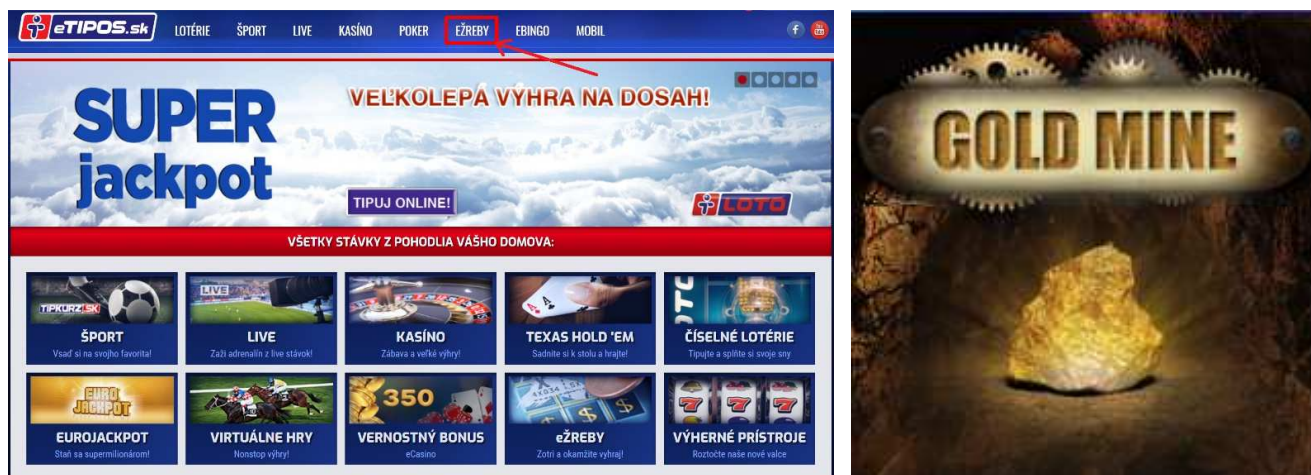 eTIPOS.sk
LOTÉRIE ŠPORT LIVE KASÍNO POKER EŽREBY EBINGO MOBIL
SUPER
jackpot
VEĽKOLEPÁ VÝHRA NA DOSAH!
TIPUJ ONLINE!
LOTO
VŠETKY STÁVKY Z POHODLIA VÁŠHO DOMOVA:
TIPKURZ.SK
ŠPORT
Vsaď si na svojho favorita!
LIVE
LIVE
Zaži adrenalín z live stávok!
KASÍNO
Zábava a veľké výhry!
TEXAS HOLD 'EM
Sadnite si k stolu a hrajte!
ČÍSELNÉ LOTÉRIE
Tipujte a splňte si svoje sny
EURO
JACKPOT
EUROJACKPOT
Staň sa supermilionárom!
VIRTUÁLNE HRY
Nonstop výhry!
350
VERNOSTNÝ BONUS
eCasino
eŽREBY
Zotri a okamžite vyhraj!
7 7 7
VÝHERNÉ PRÍSTROJE
Roztočte naše nové valce
GOLD MINE